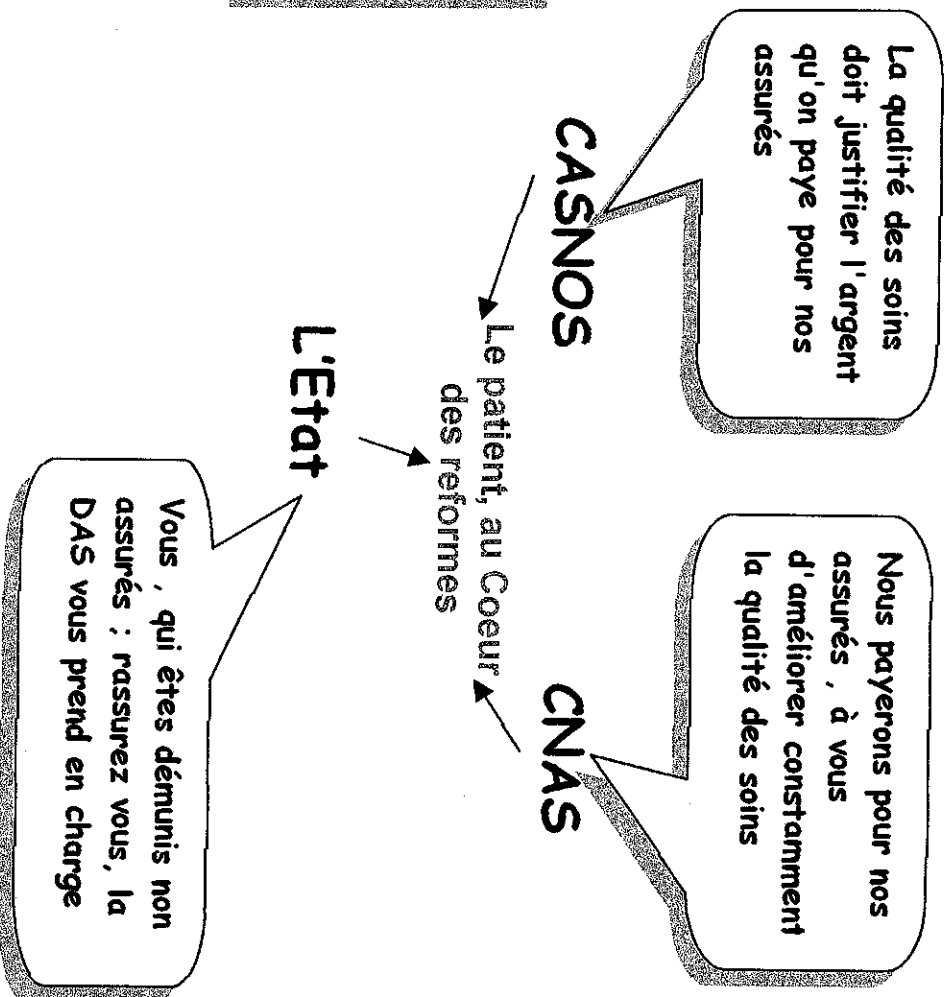 La qualité des soins
doit justifier l'argent
qu'on paye pour nos
assurés
Nous payerons pour nos
assurés , à vous
d'améliorer constamment
la qualité des soins
CASNOS
CNAS
Le patient, au Coeur
des reformes
L'Etat
Vous , qui êtes démunis non
assurés : rassurez vous, la
DAS vous prend en charge